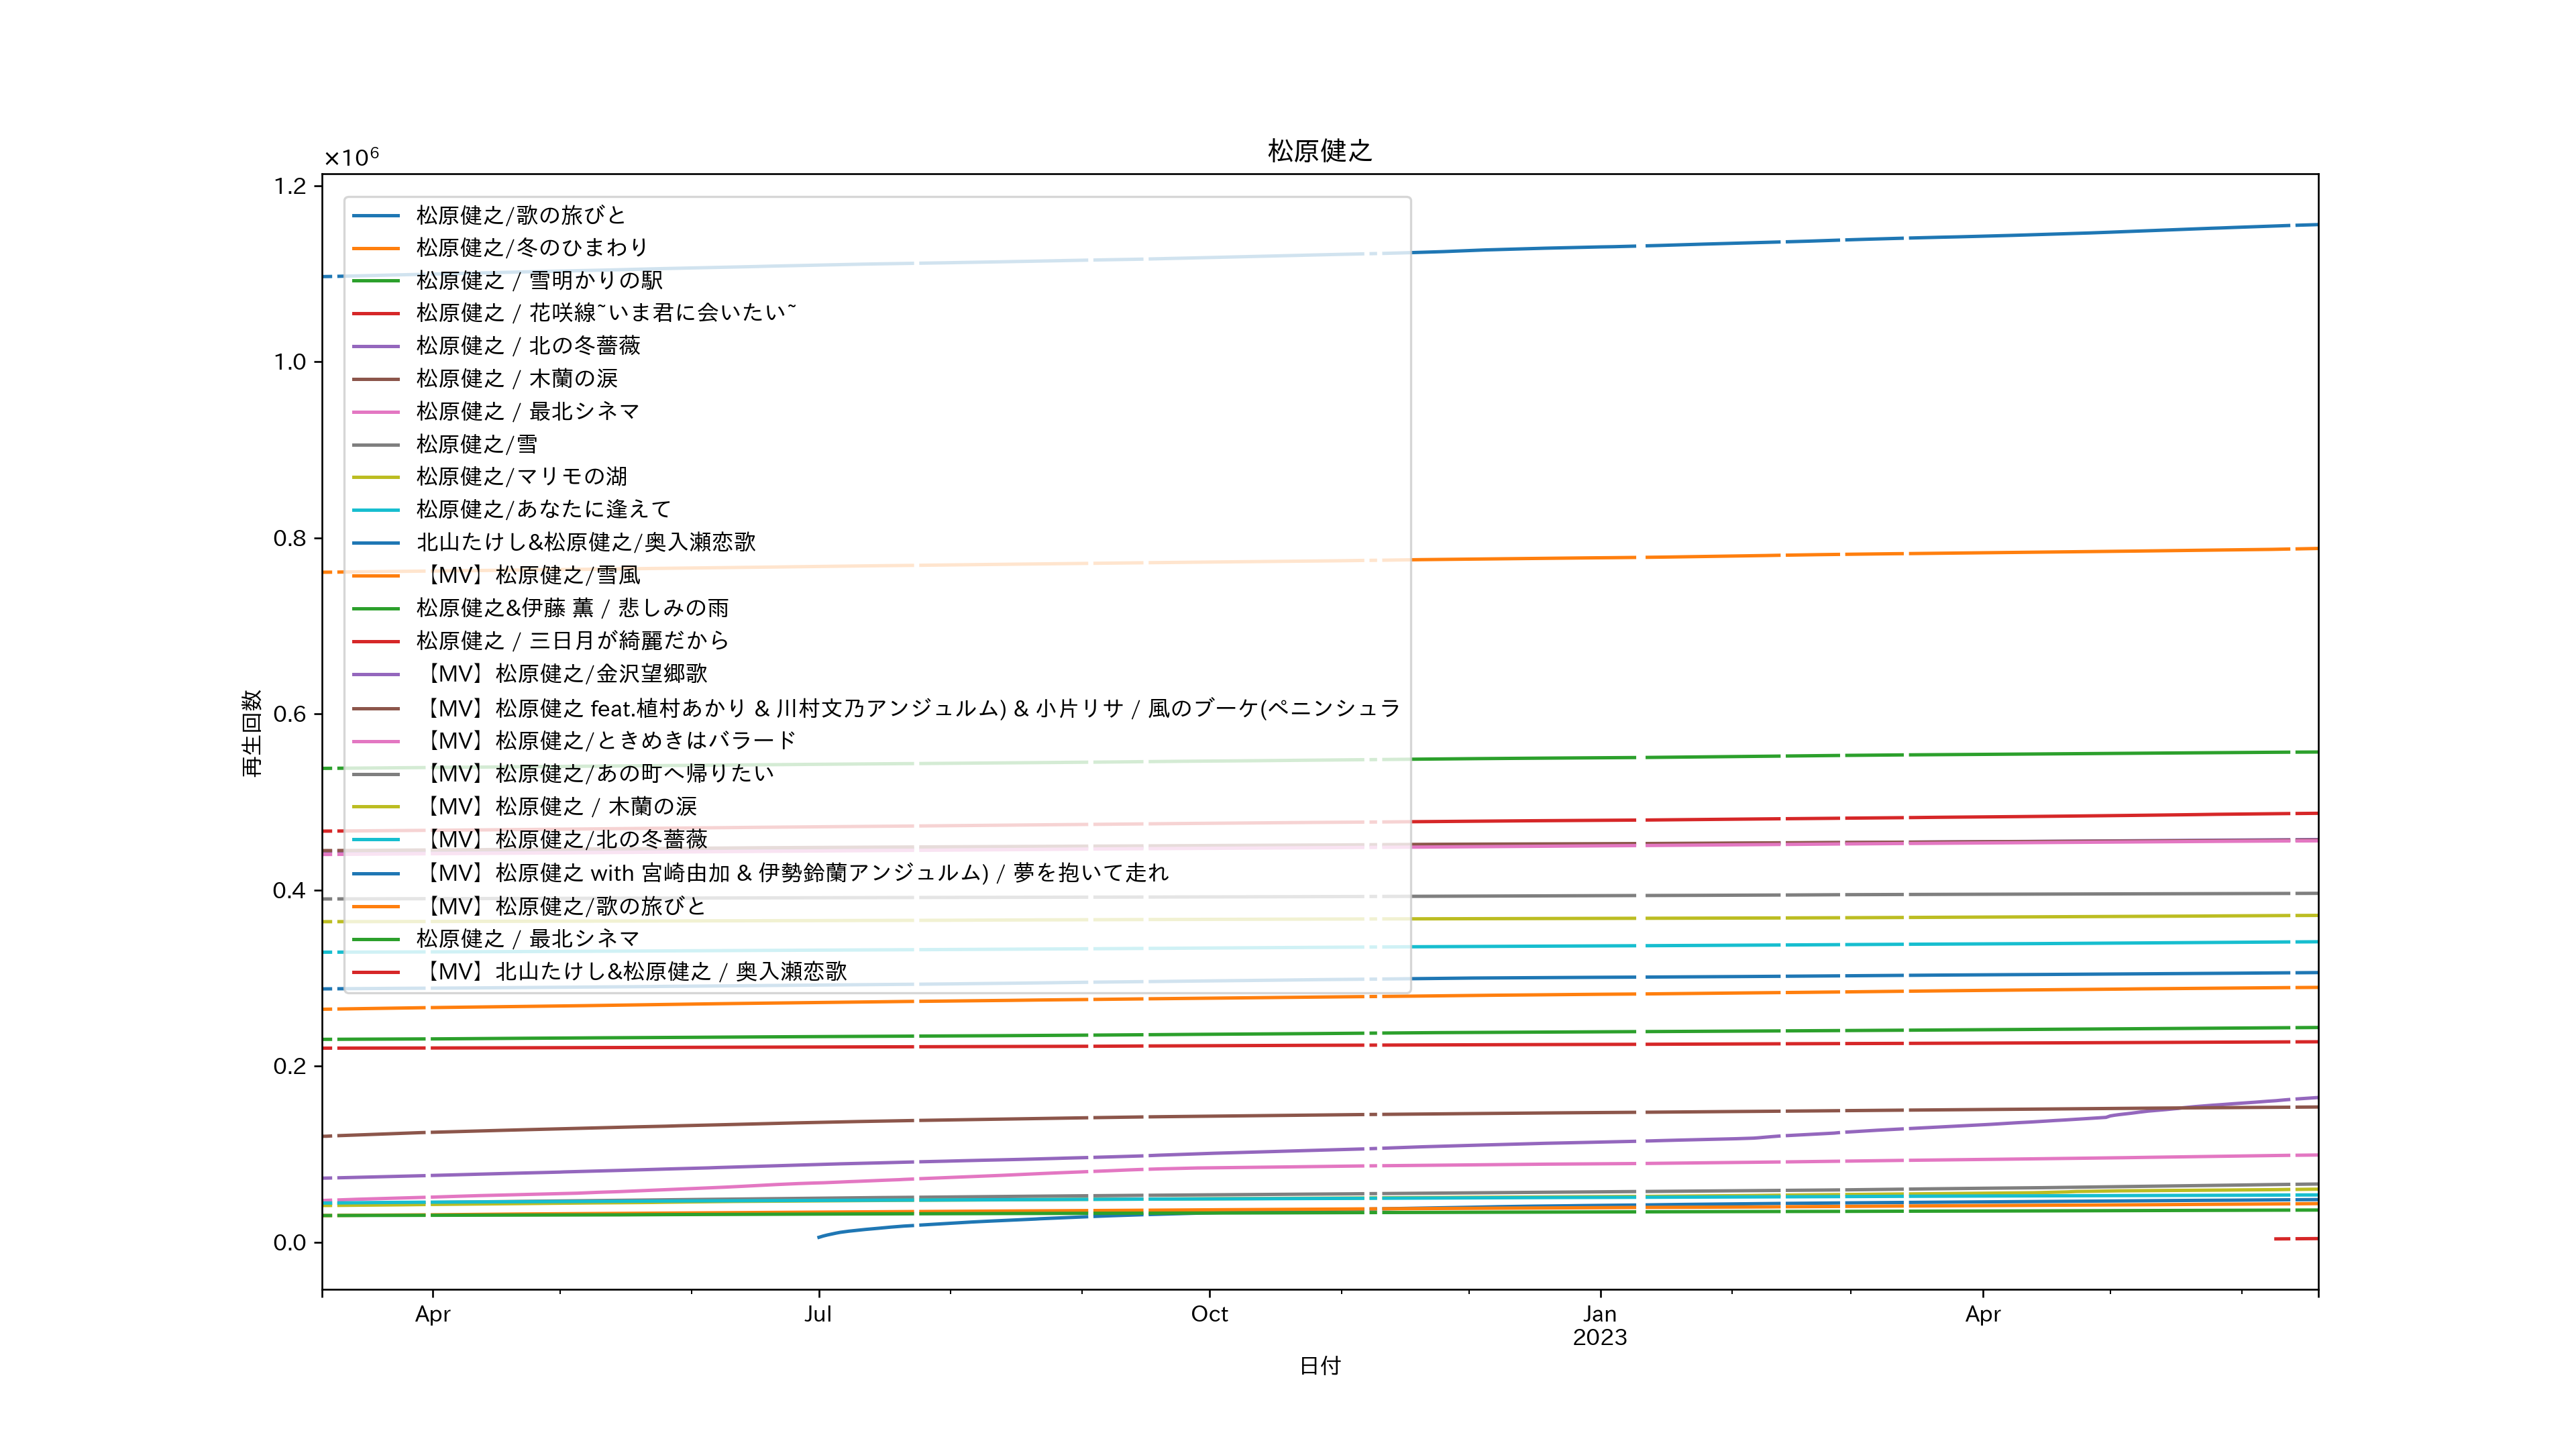 松原健之
×10⁶
1.2
1.0
0.8
0.6
0.4
0.2
0.0
再生回数
松原健之/歌の旅びと
松原健之/冬のひまわり
松原健之 / 雪明かりの駅
松原健之 / 花咲線~いま君に会いたい~
松原健之 / 北の冬薔薇
松原健之 / 木蘭の涙
松原健之 / 最北シネマ
松原健之/雪
松原健之/マリモの湖
松原健之/あなたに逢えて
北山たけし&松原健之/奥入瀬恋歌
【MV】松原健之/雪風
松原健之&伊藤 薫 / 悲しみの雨
松原健之 / 三日月が綺麗だから
【MV】松原健之/金沢望郷歌
【MV】松原健之 feat.植村あかり & 川村文乃アンジュルム) & 小片リサ / 風のブーケ(ペニンシュラ
【MV】松原健之/ときめきはバラード
【MV】松原健之/あの町へ帰りたい
【MV】松原健之 / 木蘭の涙
【MV】松原健之/北の冬薔薇
【MV】松原健之 with 宮崎由加 & 伊勢鈴蘭アンジュルム) / 夢を抱いて走れ
【MV】松原健之/歌の旅びと
松原健之 / 最北シネマ
【MV】北山たけし&松原健之 / 奥入瀬恋歌
Apr Jul Oct Jan Apr
2023
日付